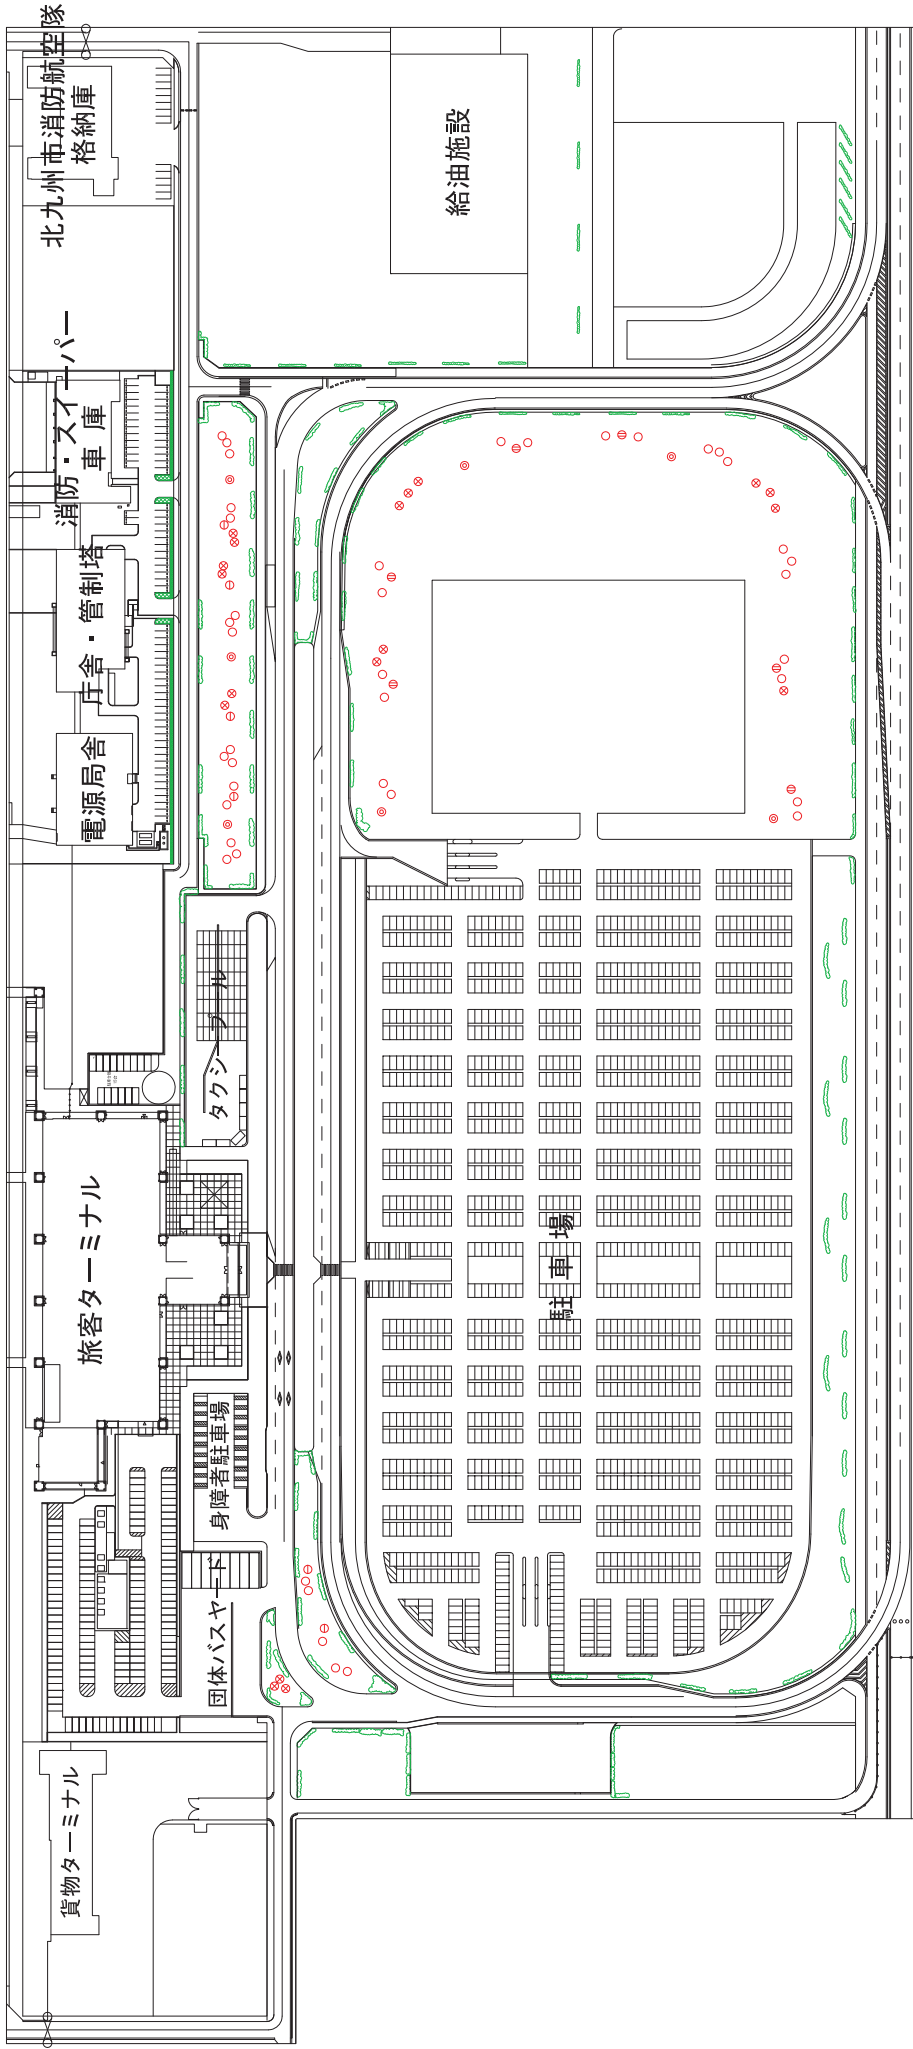 北九州市消防航空隊
格納庫
給油施設
消防・スイーパー
車庫
庁舎・管制塔
電源局舎
タクシープール
旅客ターミナル
駐車場
身障者駐車場
団体バスヤード
貨物ターミナル